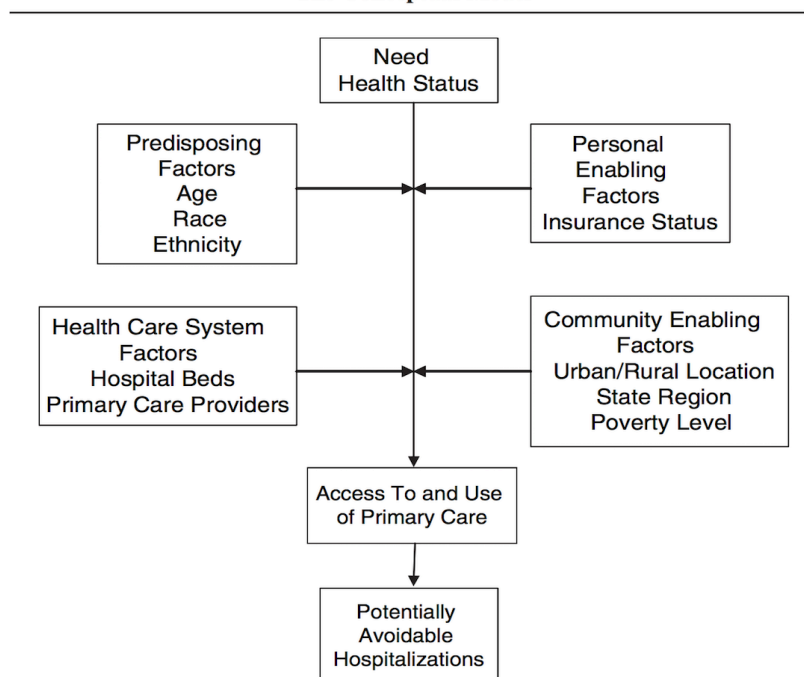 Need
Health Status
Predisposing
Factors
Age
Race
Ethnicity
Personal
Enabling
Factors
Insurance Status
Health Care System
Factors
Hospital Beds
Primary Care Providers
Community Enabling
Factors
Urban/Rural Location
State Region
Poverty Level
Access To and Use
of Primary Care
Potentially
Avoidable
Hospitalizations